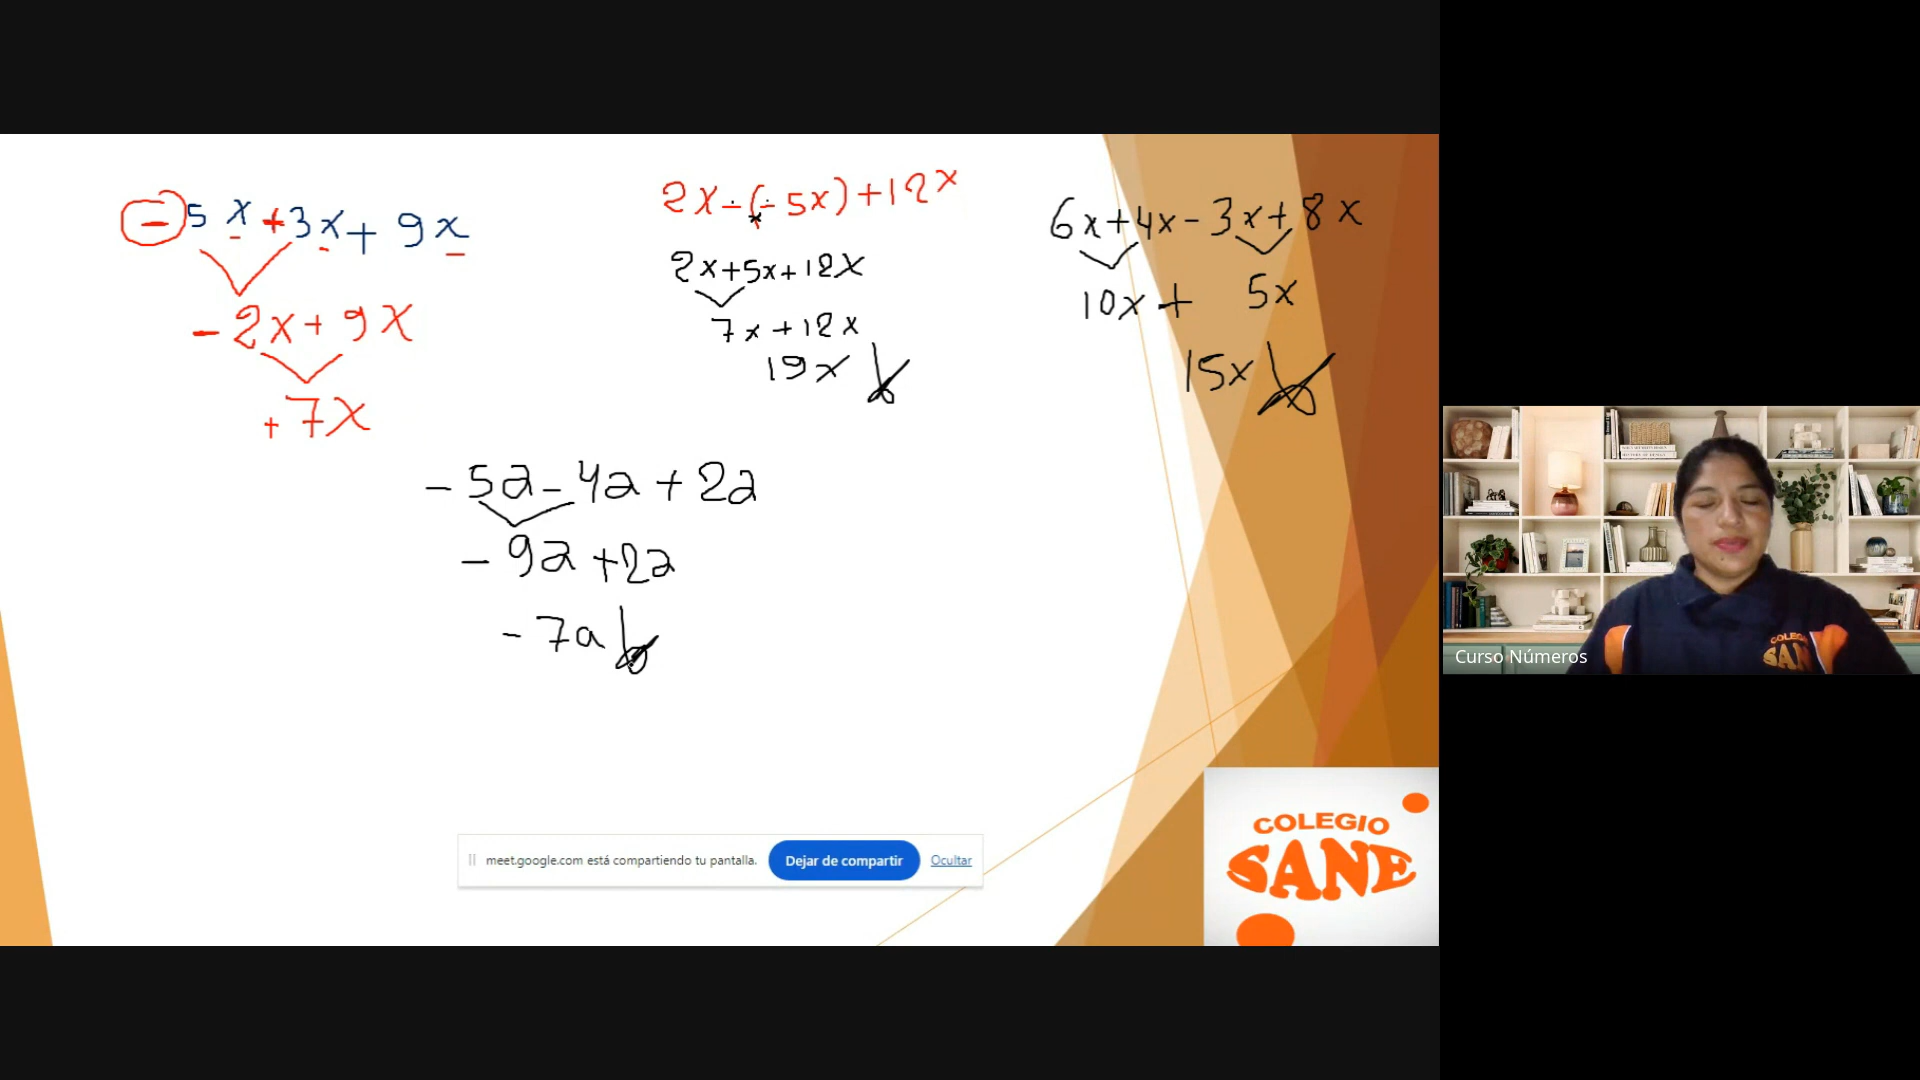 - 5x + 3x + 9x
- 2x + 9x
+ 7x
2x - (- 5x) + 12x
2x + 5x + 12x
7x + 12x
19x
6x + 4x - 3x + 8x
10x + 5x
15x
- 5a - 4a + 2a
- 9a + 2a
- 7a
meet.google.com está compartiendo tu pantalla. Dejar de compartir Ocultar
COLEGIO
SANE
COLEGIO
SANE
Curso Números